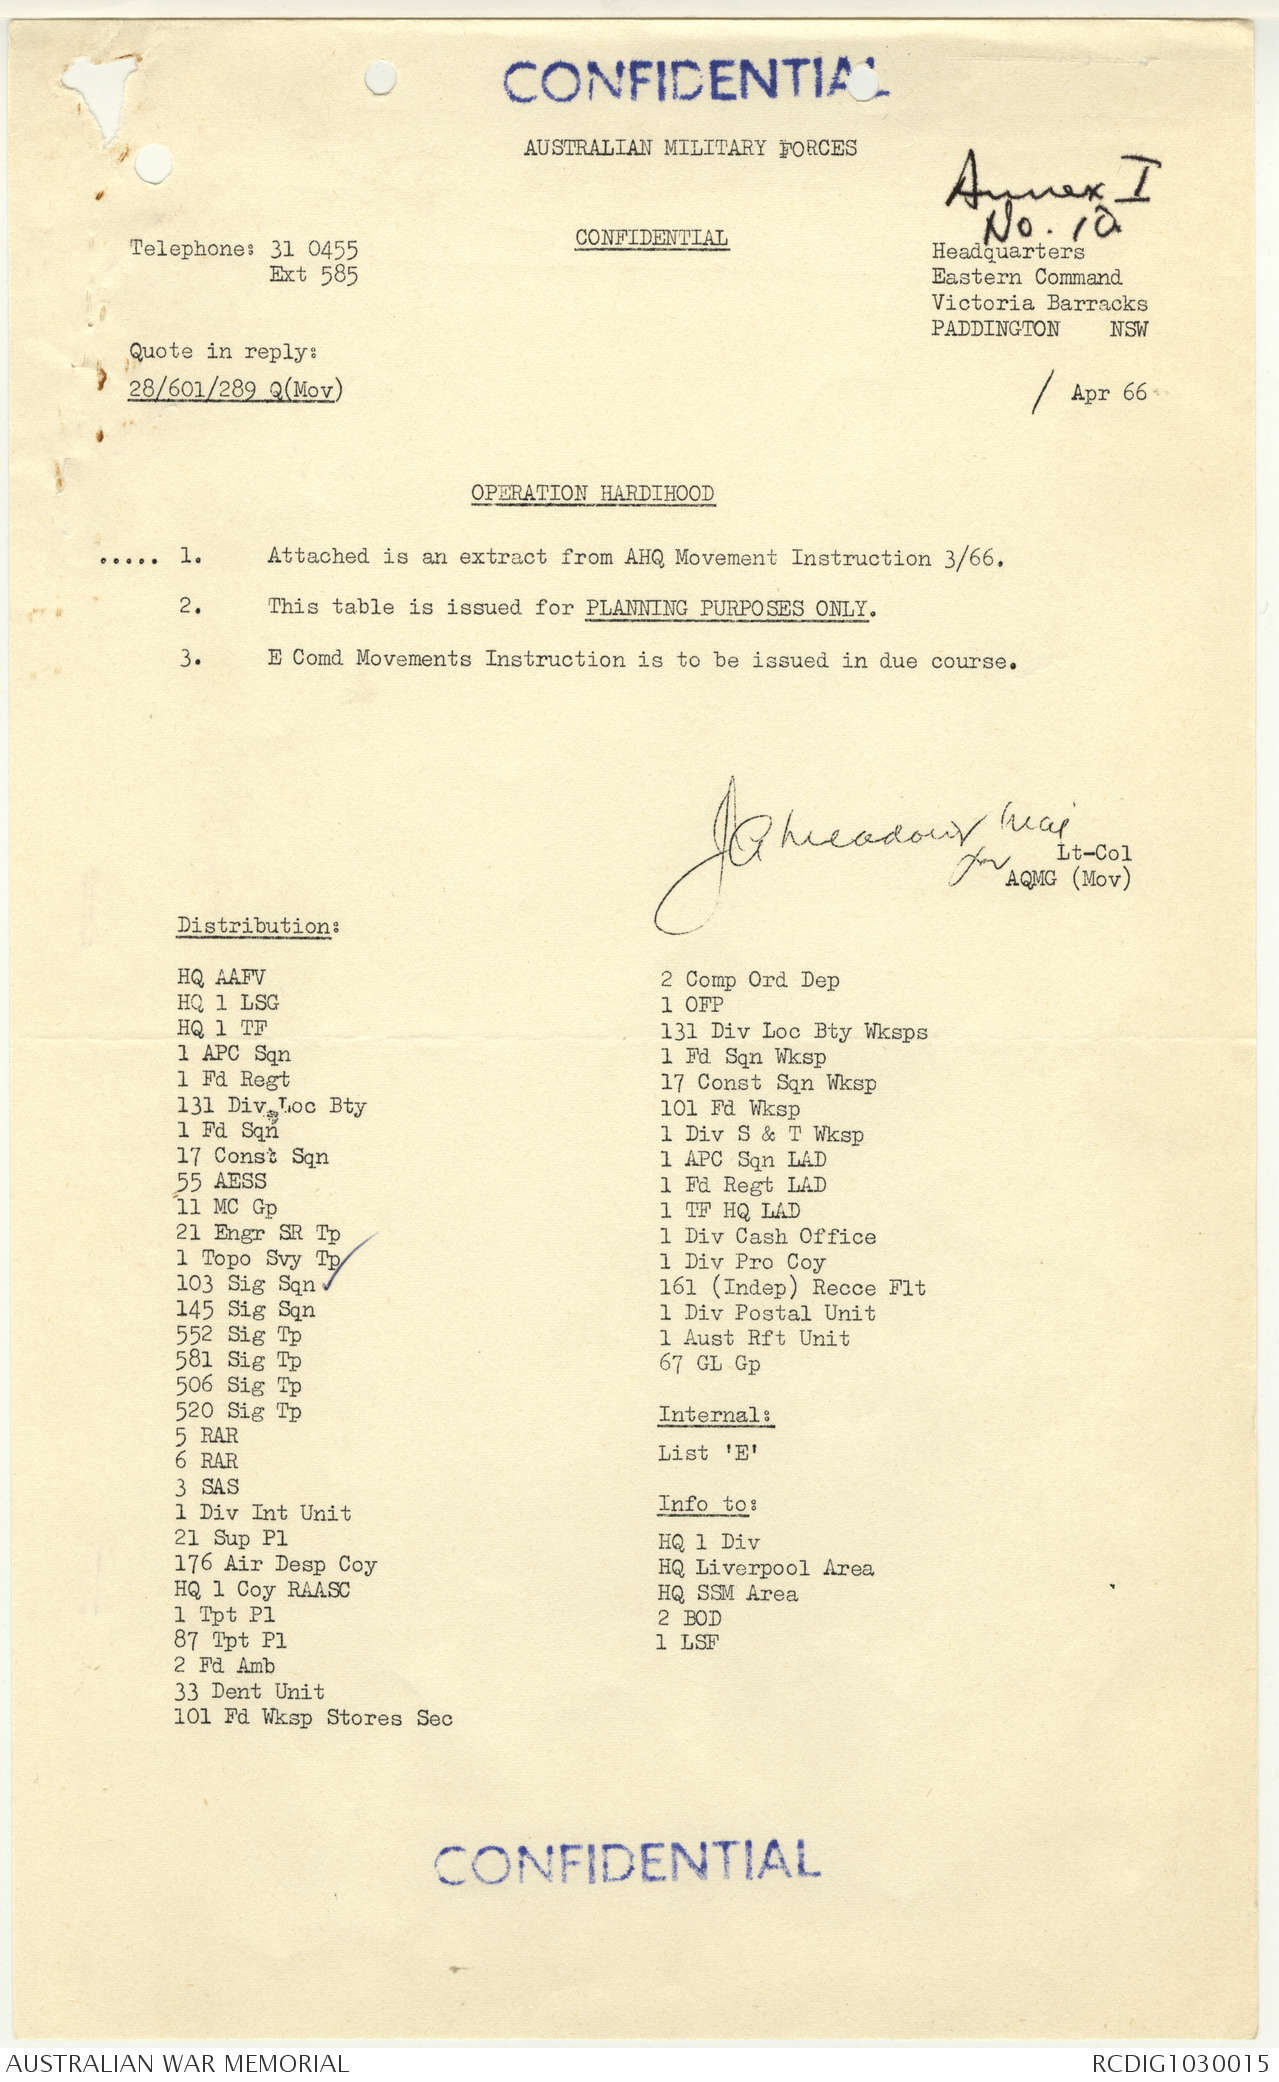 CONFIDENTIAL
AUSTRALIAN MILITARY FORCES
Annex I
No. 1a
CONFIDENTIAL
Telephone: 31 0455
Ext 585
Headquarters
Eastern Command
Victoria Barracks
PADDINGTON NSW
Quote in reply:
28/601/289 Q(Mov)
/ Apr 66
OPERATION HARDIHOOD
..... 1. Attached is an extract from AHQ Movement Instruction 3/66.
2. This table is issued for PLANNING PURPOSES ONLY.
3. E Comd Movements Instruction is to be issued in due course.
JA Meadows Maj
Lt-Col
for AQMG (Mov)
Distribution:
HQ AAFV
HQ 1 LSG
HQ 1 TF
1 APC Sqn
1 Fd Regt
131 Div Loc Bty
1 Fd Sqn
17 Const Sqn
55 AESS
11 MC Gp
21 Engr SR Tp
1 Topo Svy Tp
103 Sig Sqn ✓
145 Sig Sqn
552 Sig Tp
581 Sig Tp
506 Sig Tp
520 Sig Tp
5 RAR
6 RAR
3 SAS
1 Div Int Unit
21 Sup Pl
176 Air Desp Coy
HQ 1 Coy RAASC
1 Tpt Pl
87 Tpt Pl
2 Fd Amb
33 Dent Unit
101 Fd Wksp Stores Sec
2 Comp Ord Dep
1 OFP
131 Div Loc Bty Wksps
1 Fd Sqn Wksp
17 Const Sqn Wksp
101 Fd Wksp
1 Div S & T Wksp
1 APC Sqn LAD
1 Fd Regt LAD
1 TF HQ LAD
1 Div Cash Office
1 Div Pro Coy
161 (Indep) Recce Flt
1 Div Postal Unit
1 Aust Rft Unit
67 GL Gp
Internal:
List 'E'
Info to:
HQ 1 Div
HQ Liverpool Area
HQ SSM Area
2 BOD
1 LSF
CONFIDENTIAL
AUSTRALIAN WAR MEMORIAL
RCDIG1030015